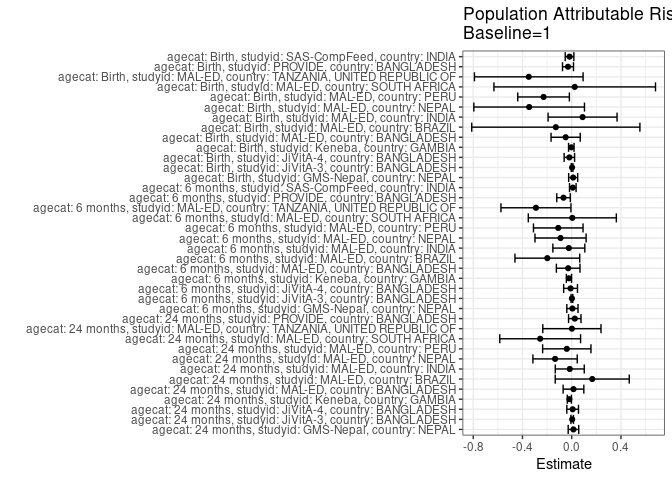 Population Attributable Ris
Baseline=1
agecat: Birth, studyid: SAS-CompFeed, country: INDIA
agecat: Birth, studyid: PROVIDE, country: BANGLADESH
agecat: Birth, studyid: MAL-ED, country: TANZANIA, UNITED REPUBLIC OF
agecat: Birth, studyid: MAL-ED, country: SOUTH AFRICA
agecat: Birth, studyid: MAL-ED, country: PERU
agecat: Birth, studyid: MAL-ED, country: NEPAL
agecat: Birth, studyid: MAL-ED, country: INDIA
agecat: Birth, studyid: MAL-ED, country: BRAZIL
agecat: Birth, studyid: MAL-ED, country: BANGLADESH
agecat: Birth, studyid: Keneba, country: GAMBIA
agecat: Birth, studyid: JiVitA-4, country: BANGLADESH
agecat: Birth, studyid: JiVitA-3, country: BANGLADESH
agecat: Birth, studyid: GMS-Nepal, country: NEPAL
agecat: 6 months, studyid: SAS-CompFeed, country: INDIA
agecat: 6 months, studyid: PROVIDE, country: BANGLADESH
agecat: 6 months, studyid: MAL-ED, country: TANZANIA, UNITED REPUBLIC OF
agecat: 6 months, studyid: MAL-ED, country: SOUTH AFRICA
agecat: 6 months, studyid: MAL-ED, country: PERU
agecat: 6 months, studyid: MAL-ED, country: NEPAL
agecat: 6 months, studyid: MAL-ED, country: INDIA
agecat: 6 months, studyid: MAL-ED, country: BRAZIL
agecat: 6 months, studyid: MAL-ED, country: BANGLADESH
agecat: 6 months, studyid: Keneba, country: GAMBIA
agecat: 6 months, studyid: JiVitA-4, country: BANGLADESH
agecat: 6 months, studyid: JiVitA-3, country: BANGLADESH
agecat: 6 months, studyid: GMS-Nepal, country: NEPAL
agecat: 24 months, studyid: PROVIDE, country: BANGLADESH
agecat: 24 months, studyid: MAL-ED, country: TANZANIA, UNITED REPUBLIC OF
agecat: 24 months, studyid: MAL-ED, country: SOUTH AFRICA
agecat: 24 months, studyid: MAL-ED, country: PERU
agecat: 24 months, studyid: MAL-ED, country: NEPAL
agecat: 24 months, studyid: MAL-ED, country: INDIA
agecat: 24 months, studyid: MAL-ED, country: BRAZIL
agecat: 24 months, studyid: MAL-ED, country: BANGLADESH
agecat: 24 months, studyid: Keneba, country: GAMBIA
agecat: 24 months, studyid: JiVitA-4, country: BANGLADESH
agecat: 24 months, studyid: JiVitA-3, country: BANGLADESH
agecat: 24 months, studyid: GMS-Nepal, country: NEPAL
-0.8 -0.4 0.0 0.4
Estimate